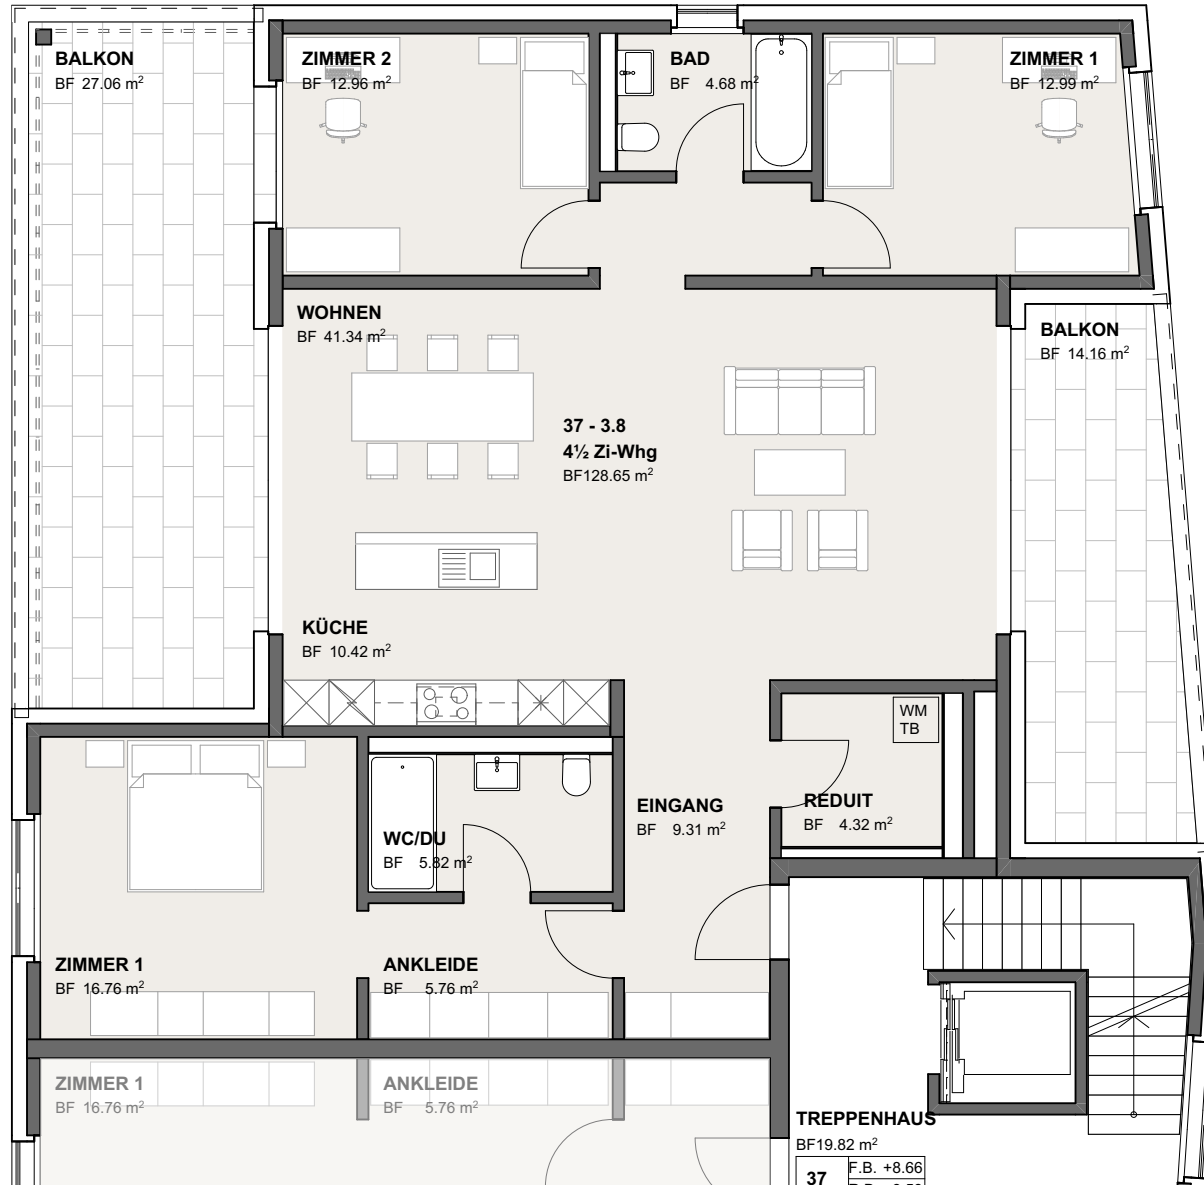 BALKON
BF 27.06 m²
ZIMMER 2
BF 12.96 m²
BAD
BF 4.68 m²
ZIMMER 1
BF 12.99 m²
WOHNEN
BF 41.34 m²
BALKON
BF 14.16 m²
37 - 3.8
4½ Zi-Whg
BF128.65 m²
KÜCHE
BF 10.42 m²
WM
TB
REDUIT
BF 4.32 m²
EINGANG
BF 9.31 m²
WC/DU
BF 5.82 m²
ZIMMER 1
BF 16.76 m²
ANKLEIDE
BF 5.76 m²
ZIMMER 1
BF 16.76 m²
ANKLEIDE
BF 5.76 m²
TREPPENHAUS
BF19.82 m²
37
F.B. +8.66